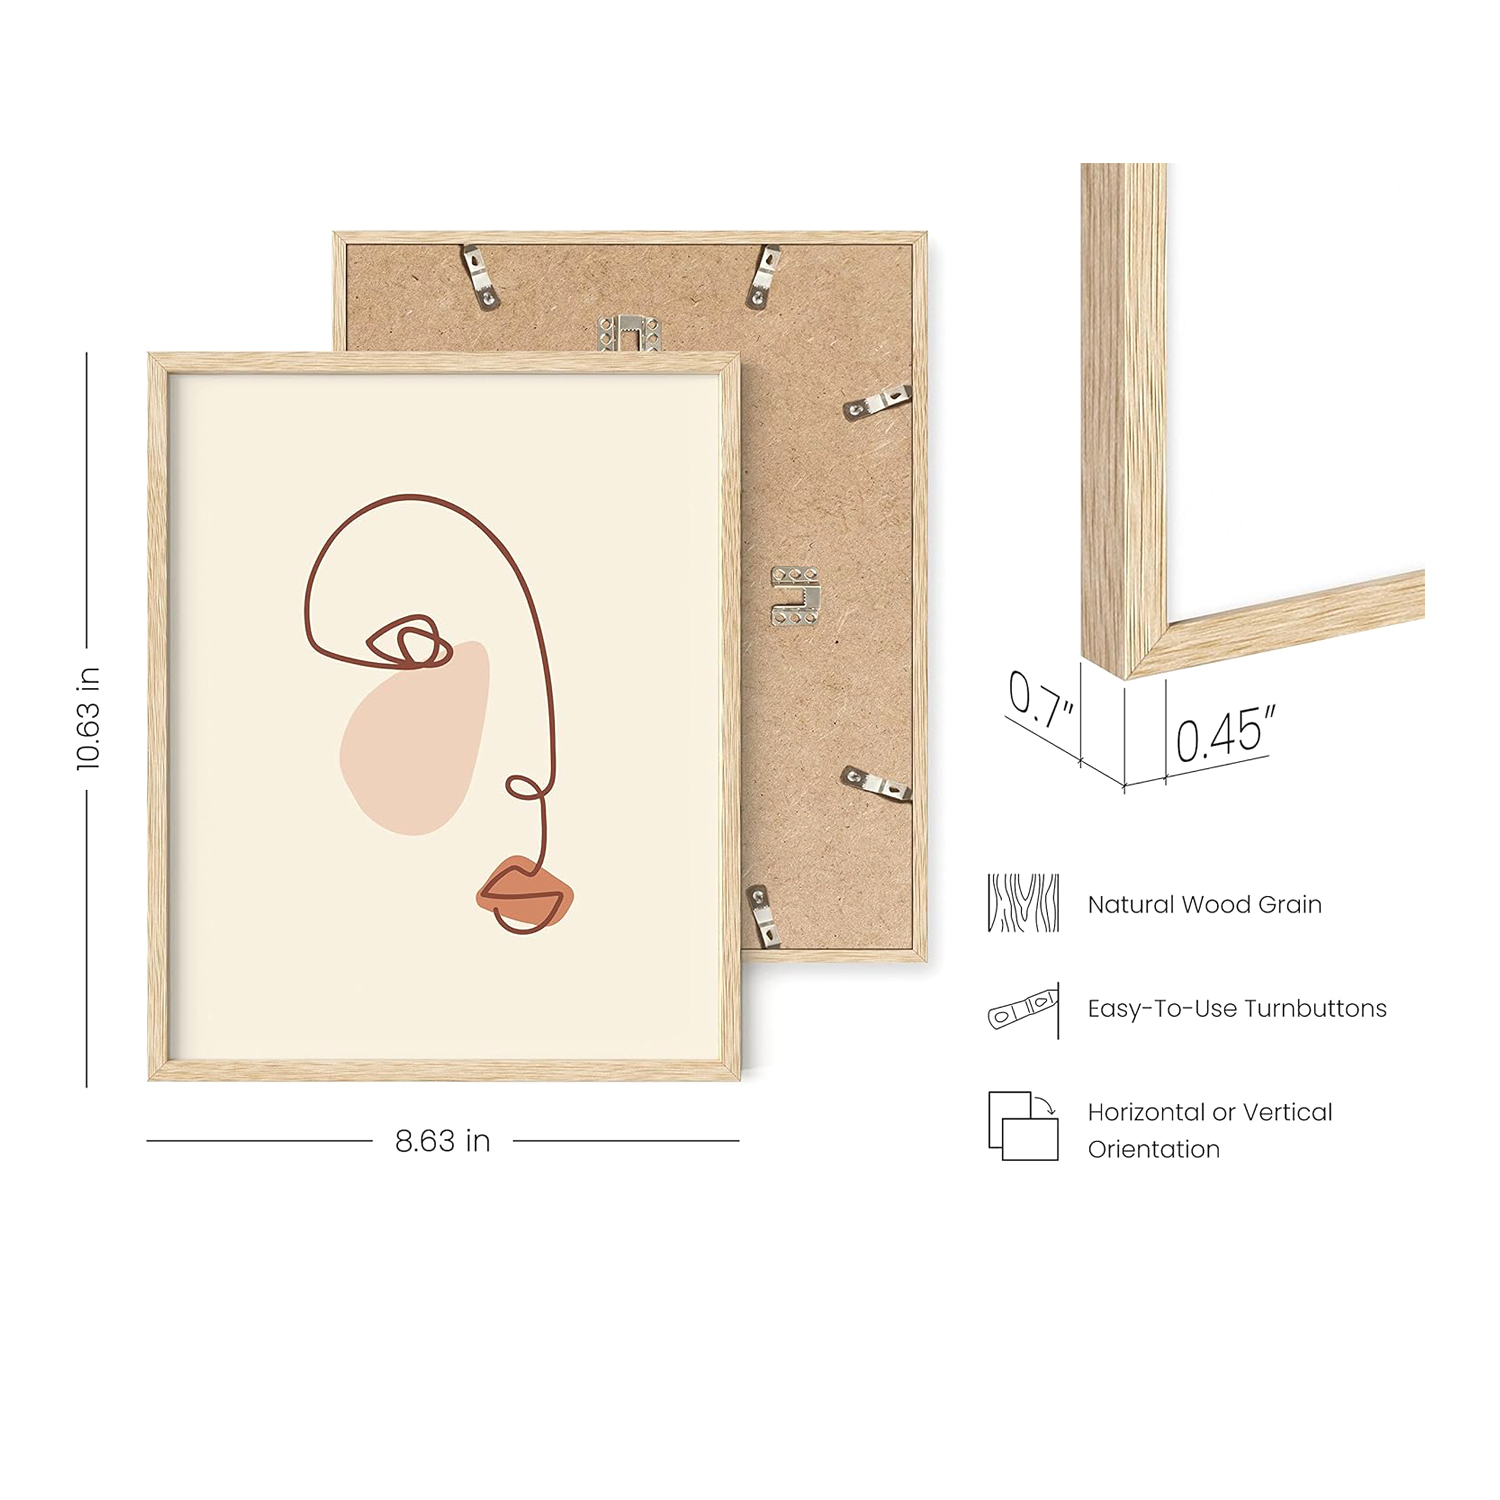 10.63 in
8.63 in
0.7"
0.45"
Natural Wood Grain
Easy-To-Use Turnbuttons
Horizontal or Vertical
Orientation